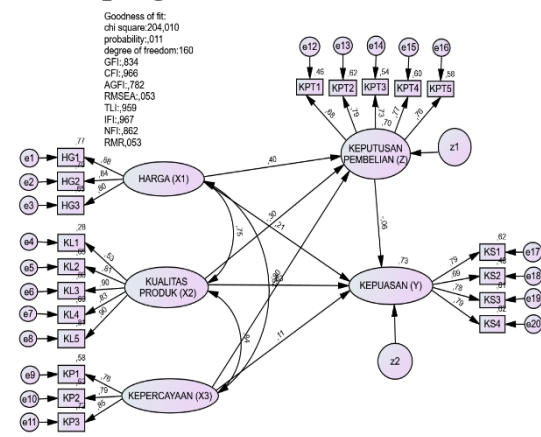 Goodness of fit:
chi square:204,010
probability:,011
degree of freedom:160
GFI:,834
CFI:,966
AGFI:,782
RMSEA:,053
TLI:,959
IFI:,967
NFI:,862
RMR,053
e12
e13
e14
e15
e16
,46
,62
,54
,60
,58
KPT1
KPT2
KPT3
KPT4
KPT5
,68
,79
,73
,77
,76
,70
KEPUTUSAN
PEMBELIAN (Z)
z1
,77
e1
HG1
,88
e2
HG2
,84
e3
HG3
,80
HARGA (X1)
,40
,28
e4
KL1
,53
e5
KL2
,81
e6
KL3
,90
e7
KL4
,83
e8
KL5
,90
KUALITAS
PRODUK (X2)
,75
,30
,21
-,06
,73
KEPUASAN (Y)
,62
KS1
e17
,79
KS2
e18
,69
KS3
e19
,78
KS4
e20
,79
,58
e9
KP1
,76
e10
KP2
,79
e11
KP3
,85
KEPERCAYAAN (X3)
,11
z2